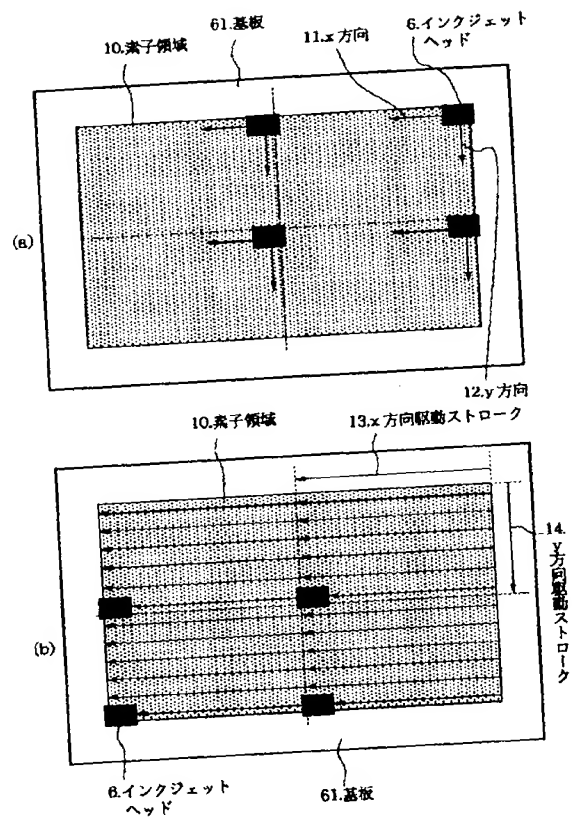 61.基板
10.素子領域
11.x方向
6.インクジェット
ヘッド
(a)
12.y方向
10.素子領域
13.x方向駆動ストローク
14.y方向駆動ストローク
(b)
6.インクジェット
ヘッド
61.基板